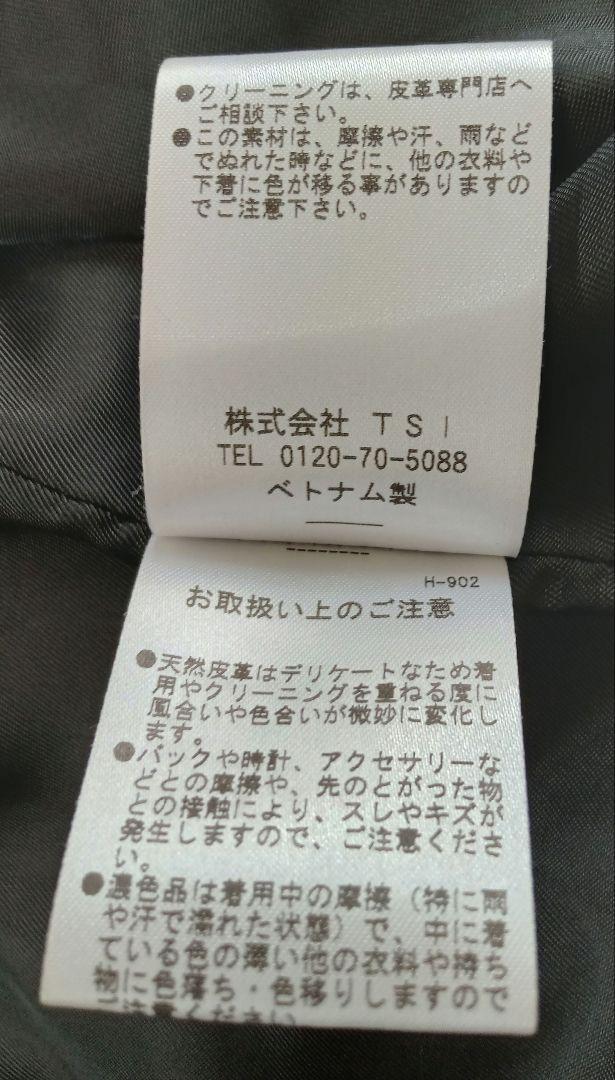 ●クリーニングは、皮革専門店へ
ご相談下さい。
●この素材は、摩擦や汗、雨など
でぬれた時などに、他の衣料や
下着に色が移る事がありますの
でご注意下さい。
株式会社 TSI
TEL 0120-70-5088
ベトナム製
H-902
お取扱い上のご注意
●天然皮革はデリケートなため着
用やクリーニングを重ねる度に
風合いや色合いが微妙に変化し
ます。
●バックや時計、アクセサリーな
どとの摩擦や、先のとがった物
との接触により、スレやキズが
発生しますので、ご注意くださ
い。
●濃色品は着用中の摩擦（特に雨
や汗で濡れた状態）で、中に着
ている色の薄い他の衣料や持ち
物に色落ち・色移りしますので
ご注意ください